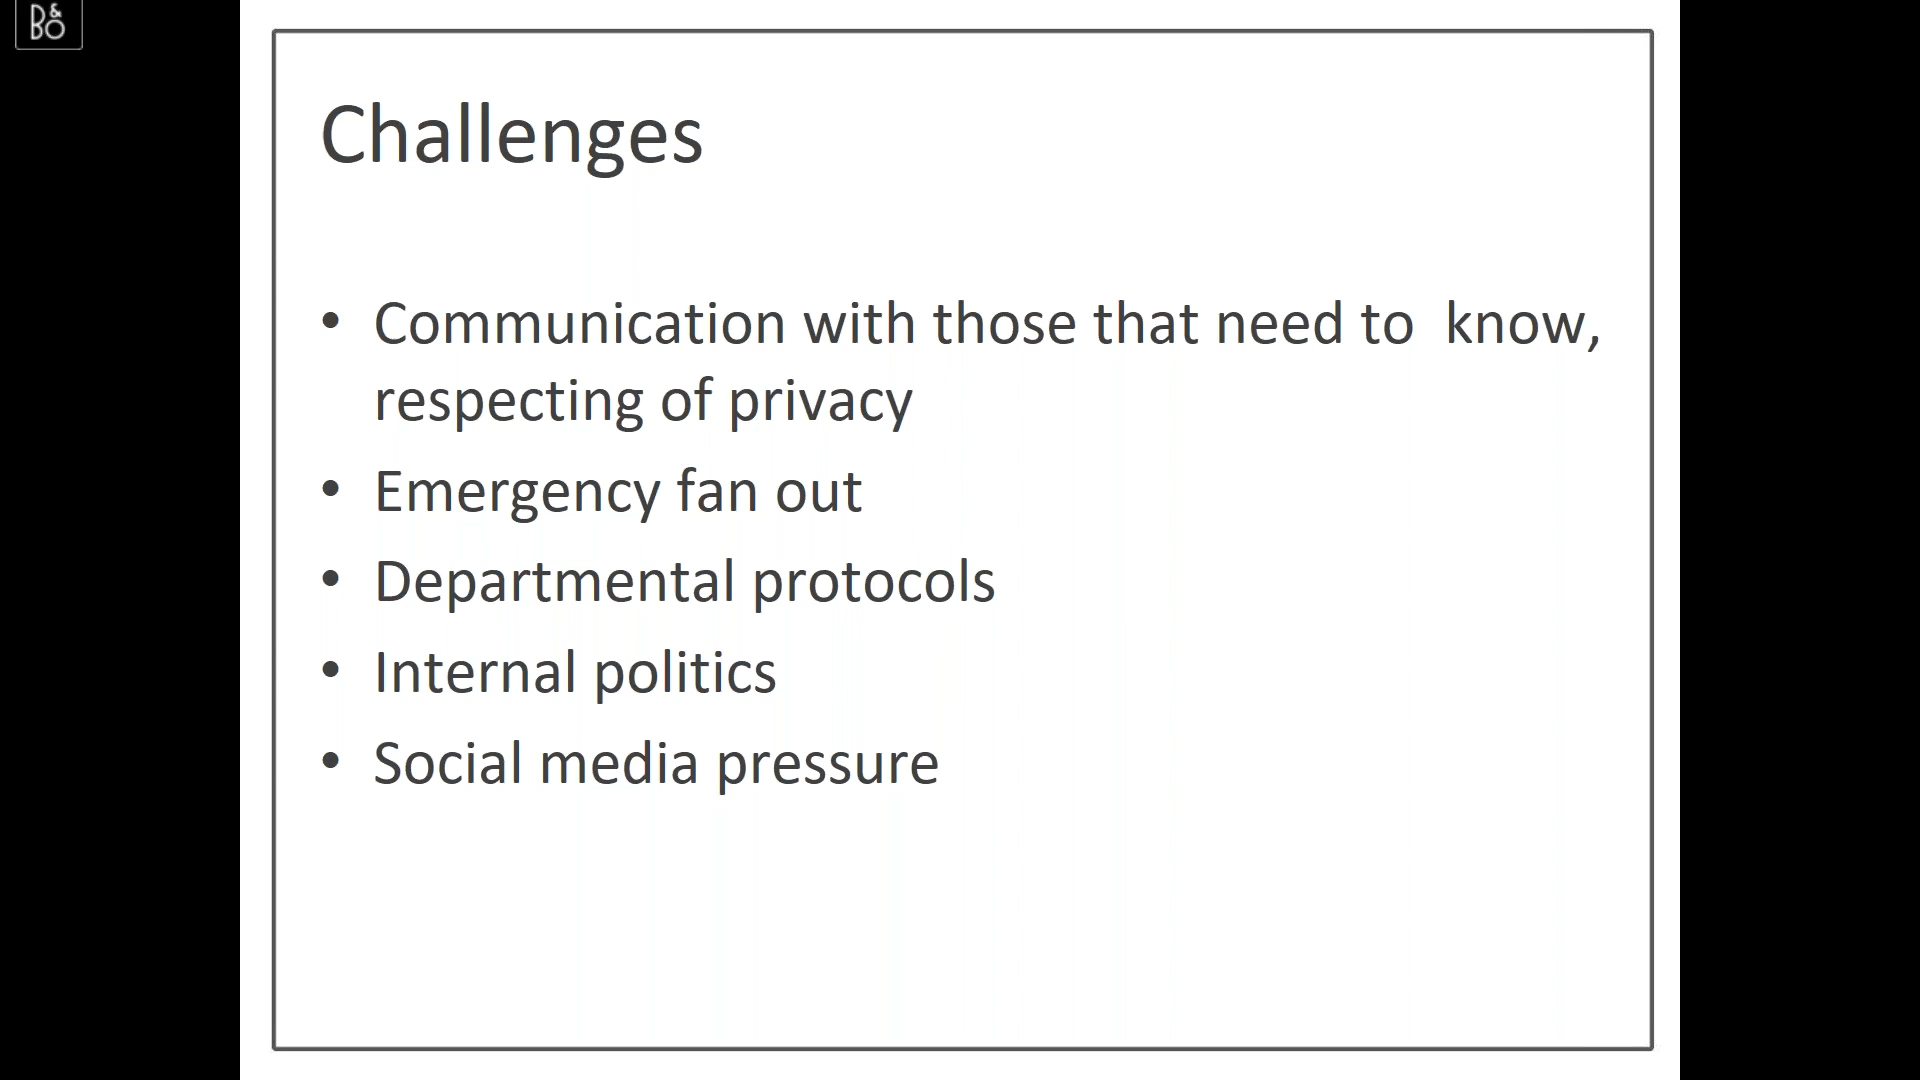 B&O
Challenges
• Communication with those that need to  know,
respecting of privacy
• Emergency fan out
• Departmental protocols
• Internal politics
• Social media pressure